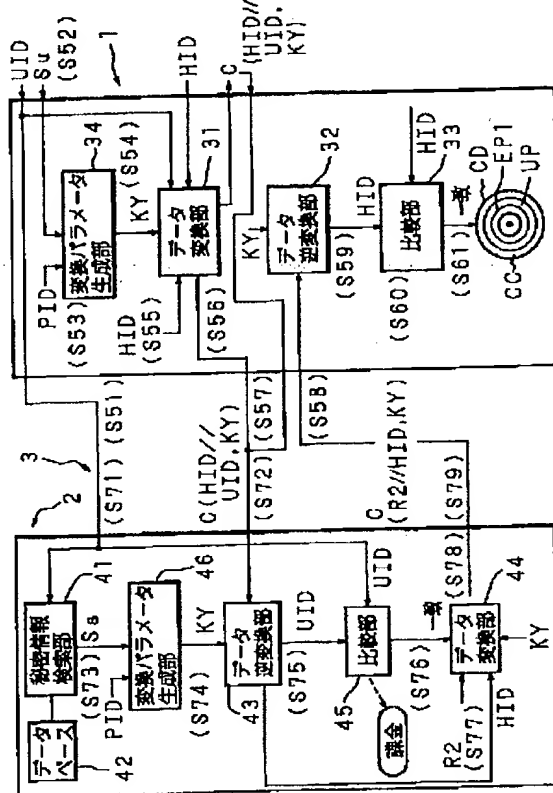 2
3
1
データ
ベース
42
秘密情報
検索部
41
(S73)
Ss
PID
変換パラメータ
生成部
46
(S74)
KY
データ
逆変換部
43
(S75)
UID
比較部
45
UID
課金
(S76)
一致
データ
変換部
44
R2
(S77)
HID
KY
(S71)
(S51)
C(HID//
UID,KY)
(S72)
(S57)
C
(R2//HID,KY)
(S78)
(S79)
(S58)
UID
Su
(S52)
PID
(S53)
変換パラメータ
生成部
34
KY
(S54)
HID
(S55)
データ
変換部
31
HID
(S56)
C
(HID//
UID,
KY)
KY
データ
逆変換部
32
(S59)
HID
(S60)
比較部
33
HID
(S61)
一致
CD
EP1
UP
CC